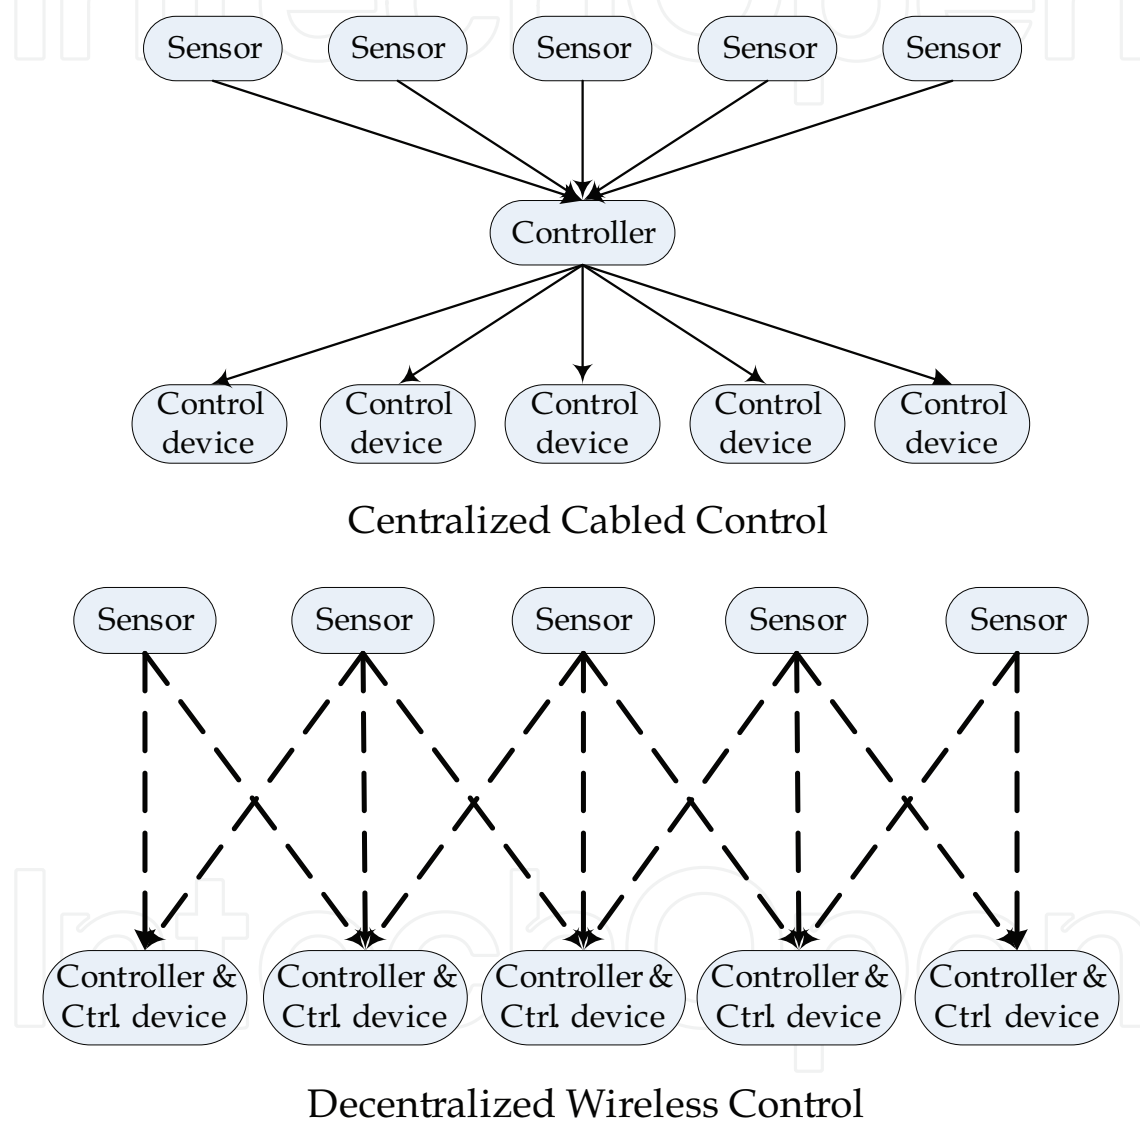 IntechOpen
Sensor Sensor Sensor Sensor Sensor
Controller
Control Control Control Control Control
device device device device device
Centralized Cabled Control
Sensor Sensor Sensor Sensor Sensor
IntechOpen
Controller & Controller & Controller & Controller & Controller &
Ctrl. device Ctrl. device Ctrl. device Ctrl. device Ctrl. device
Decentralized Wireless Control